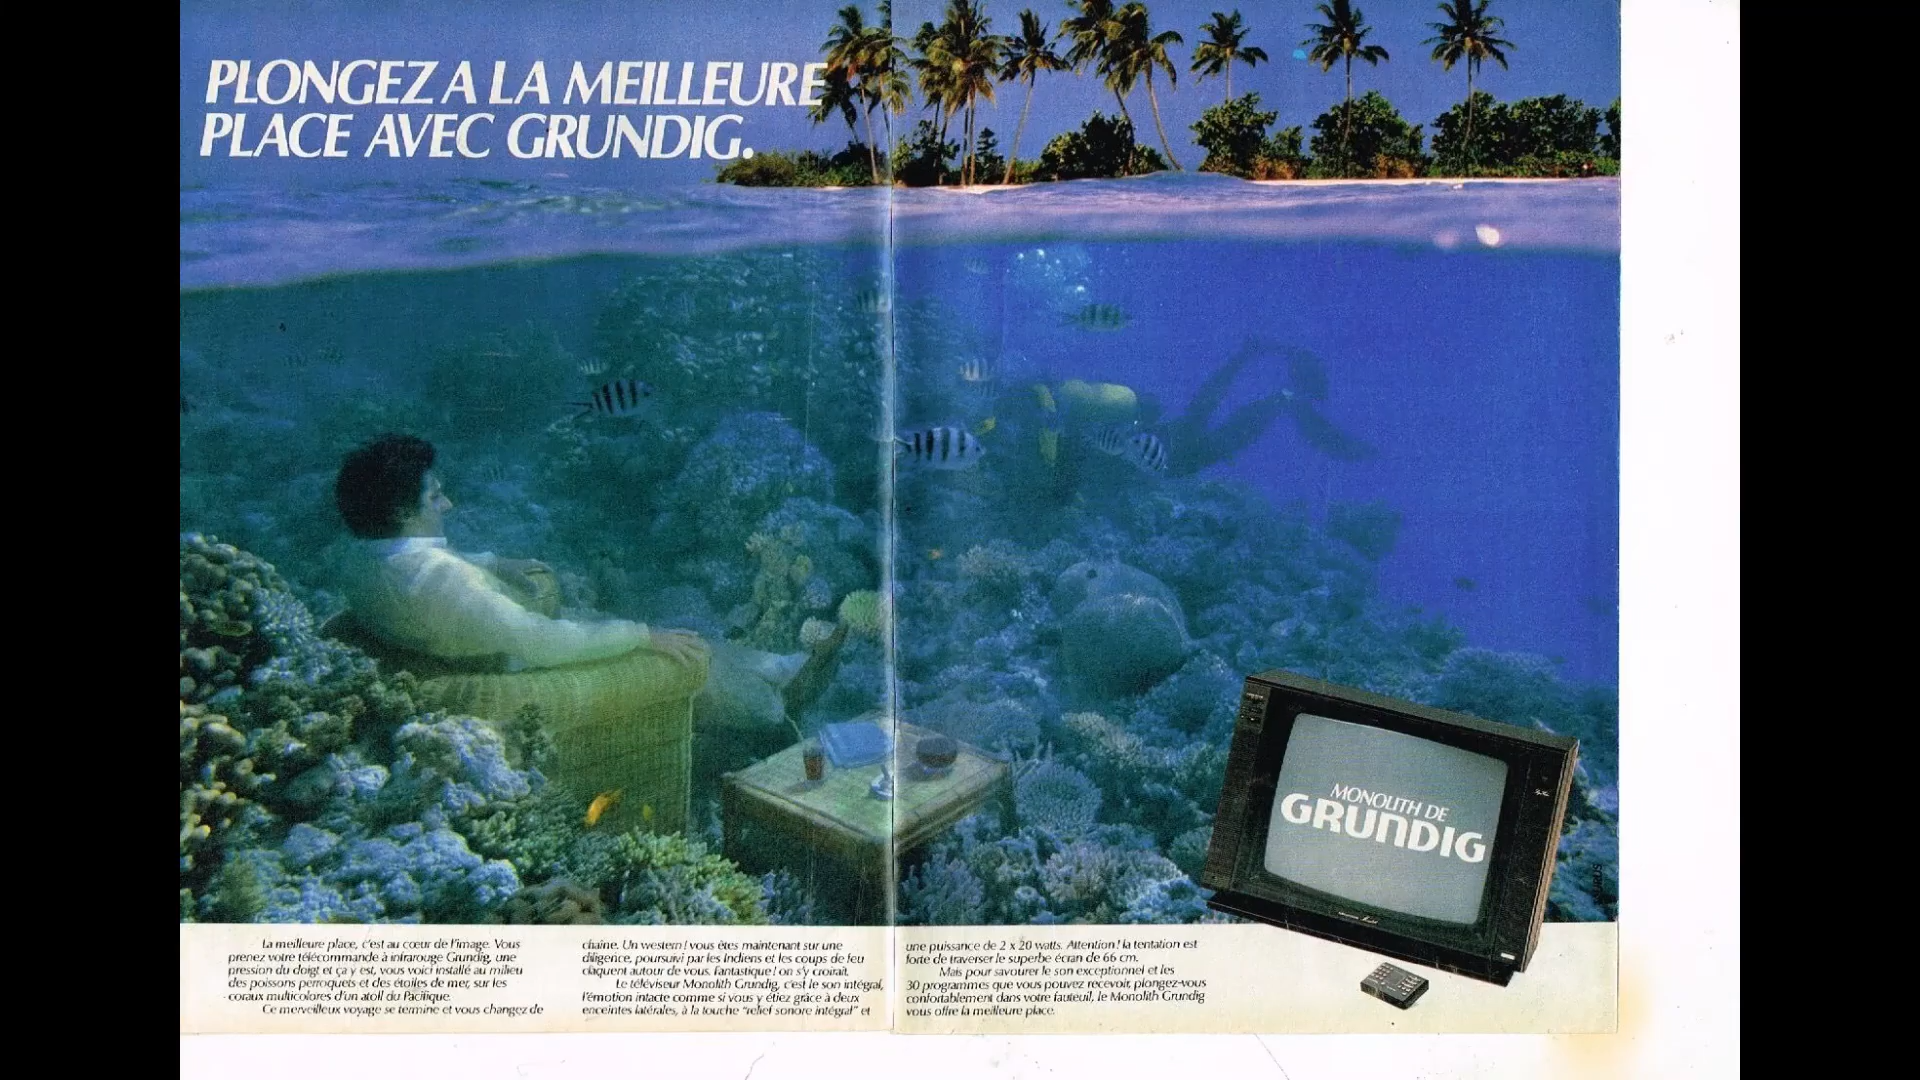 PLONGEZ A LA MEILLEURE
PLACE AVEC GRUNDIG.
MONOLITH DE
GRUNDIG
La meilleure place, c'est au cœur de l'image. Vous
prenez votre télécommande à infrarouge Grundig, une
pression du doigt et ça y est, vous voici installé au milieu
des poissons perroquets et des étoiles de mer, sur les
coraux multicolores d'un atoll du Pacifique.
Ce merveilleux voyage se termine et vous changez de
chaîne. Un western ! vous êtes maintenant sur une
diligence, poursuivi par les Indiens et les coups de feu
claquent autour de vous. Fantastique ! on s'y croirait.
Le téléviseur Monolith Grundig, c'est le son intégral,
l'émotion intacte comme si vous y étiez grâce à deux
enceintes latérales, à la touche "relief sonore intégral" et
une puissance de 2 x 20 watts. Attention ! la tentation est
forte de traverser le superbe écran de 66 cm.
Mais pour savourer le son exceptionnel et les
30 programmes que vous pouvez recevoir, plongez-vous
confortablement dans votre fauteuil, le Monolith Grundig
vous offre la meilleure place.